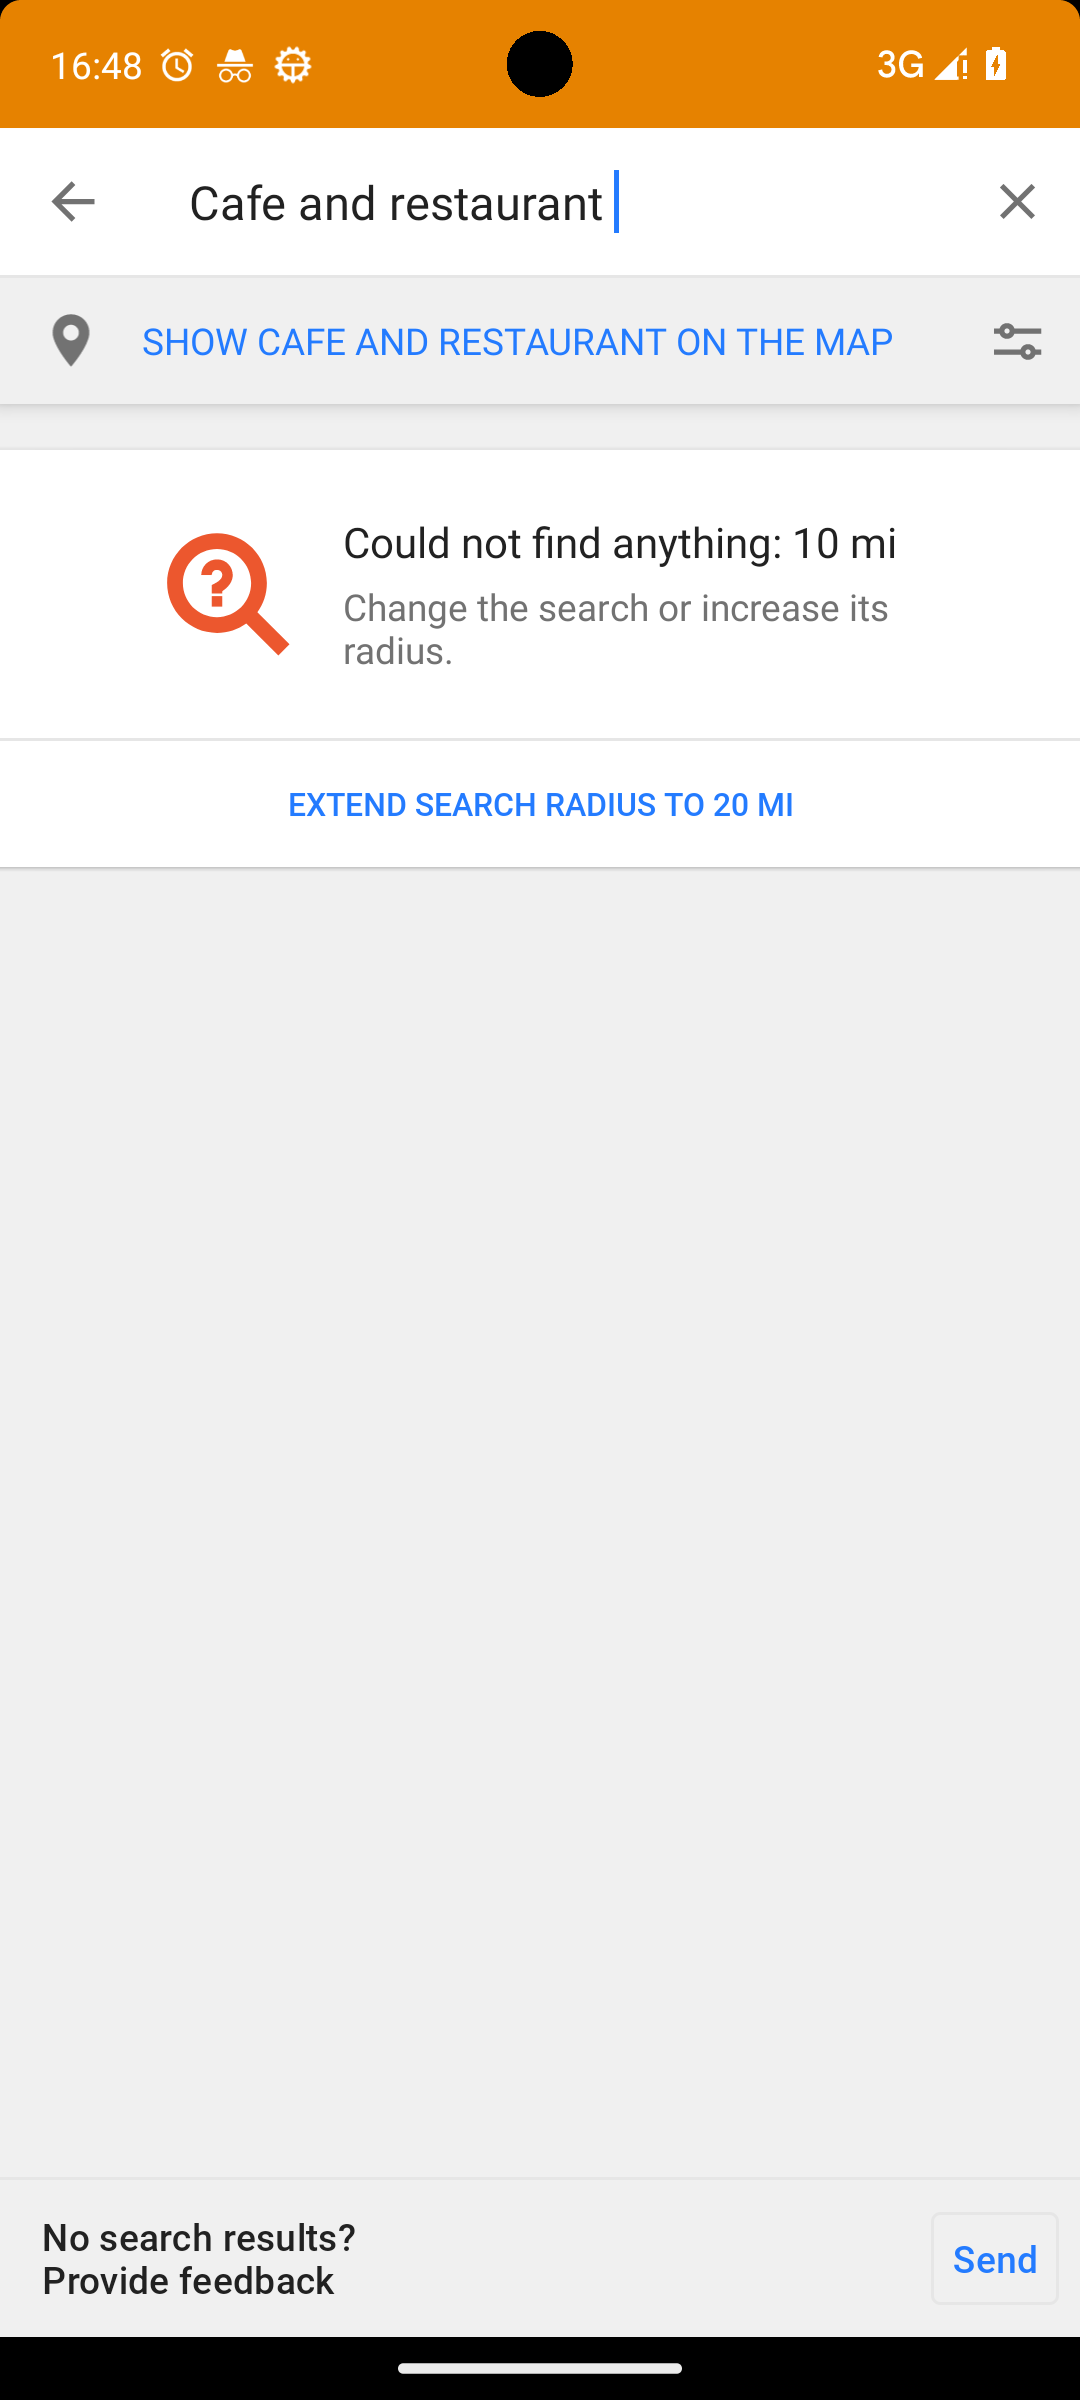 16:48
3G
Cafe and restaurant
SHOW CAFE AND RESTAURANT ON THE MAP
Could not find anything: 10 mi
Change the search or increase its
radius.
EXTEND SEARCH RADIUS TO 20 MI
No search results?
Provide feedback
Send